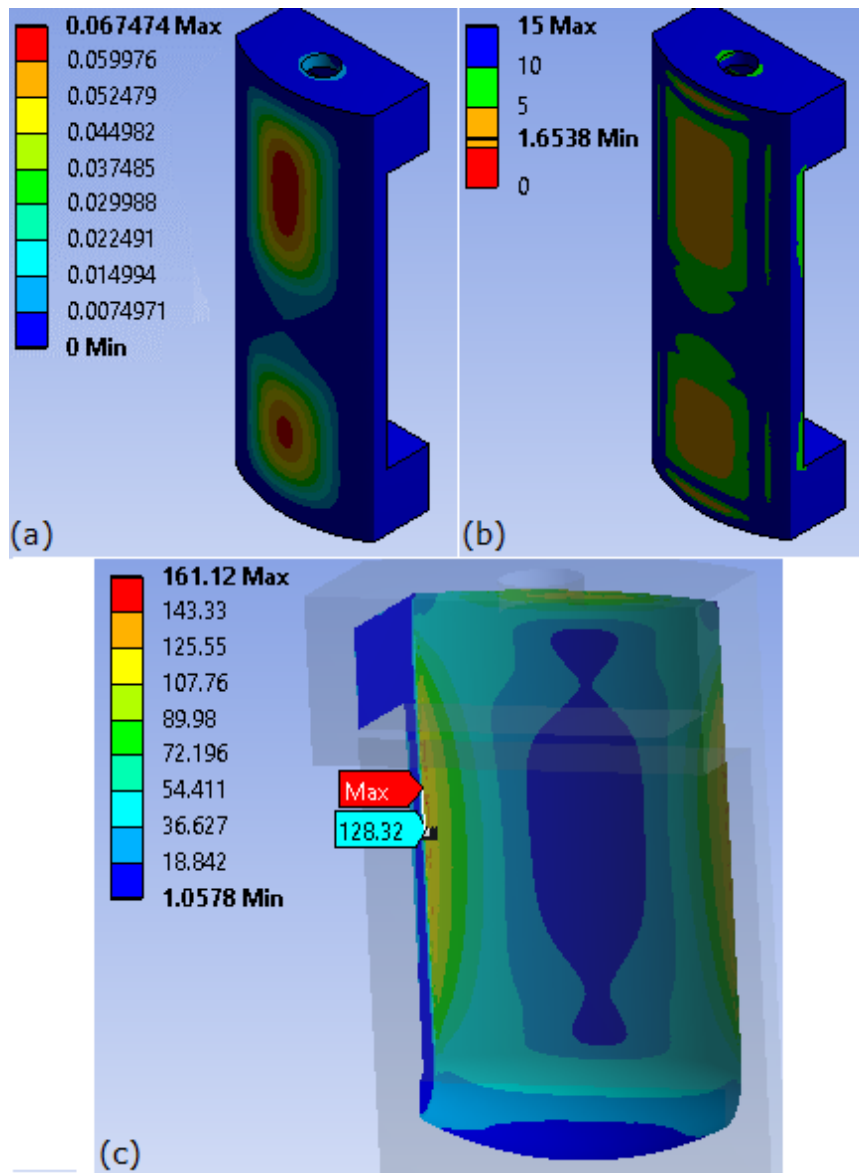 0.067474 Max
0.059976
0.052479
0.044982
0.037485
0.029988
0.022491
0.014994
0.0074971
0 Min
(a)
15 Max
10
5
1.6538 Min
0
(b)
161.12 Max
143.33
125.55
107.76
89.98
72.196
54.411
36.627
18.842
1.0578 Min
Max
128.32
(c)